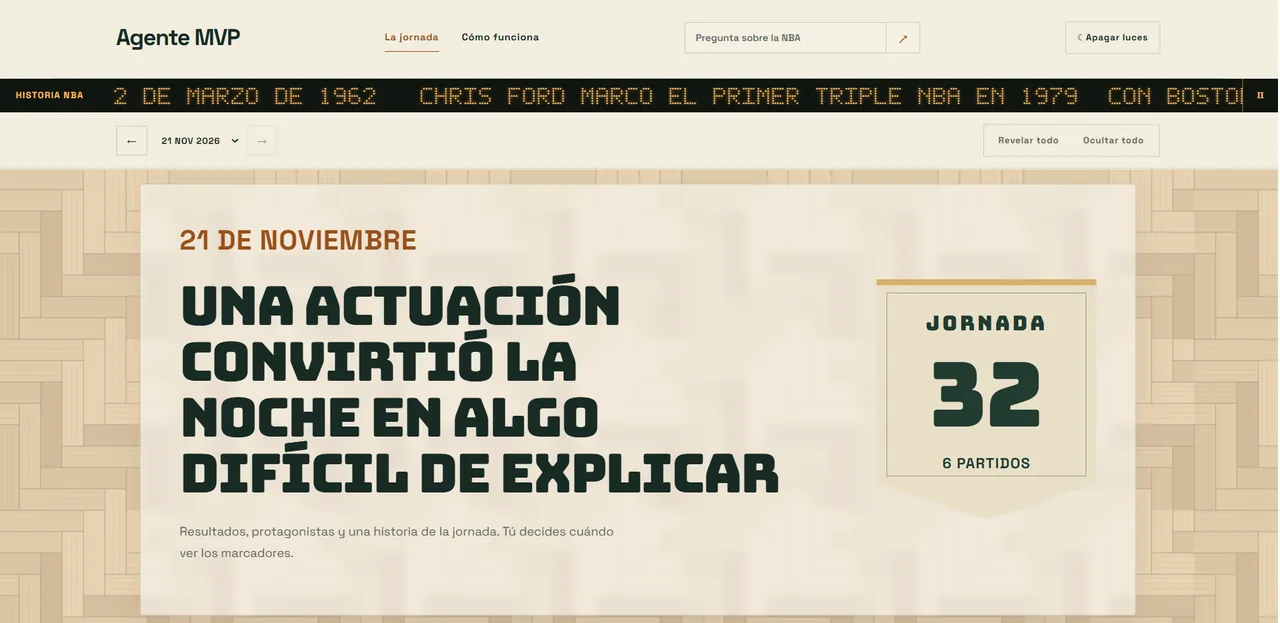 Agente MVP
La jornada
Cómo funciona
Pregunta sobre la NBA
↗
☾ Apagar luces
HISTORIA NBA
2 DE MARZO DE 1962 CHRIS FORD MARCO EL PRIMER TRIPLE NBA EN 1979 CON BOSTO
←
21 NOV 2026
→
Revelar todo
Ocultar todo
21 DE NOVIEMBRE
UNA ACTUACIÓN
CONVIRTIÓ LA
NOCHE EN ALGO
DIFÍCIL DE EXPLICAR
Resultados, protagonistas y una historia de la jornada. Tú decides cuándo
ver los marcadores.
JORNADA
32
6 PARTIDOS